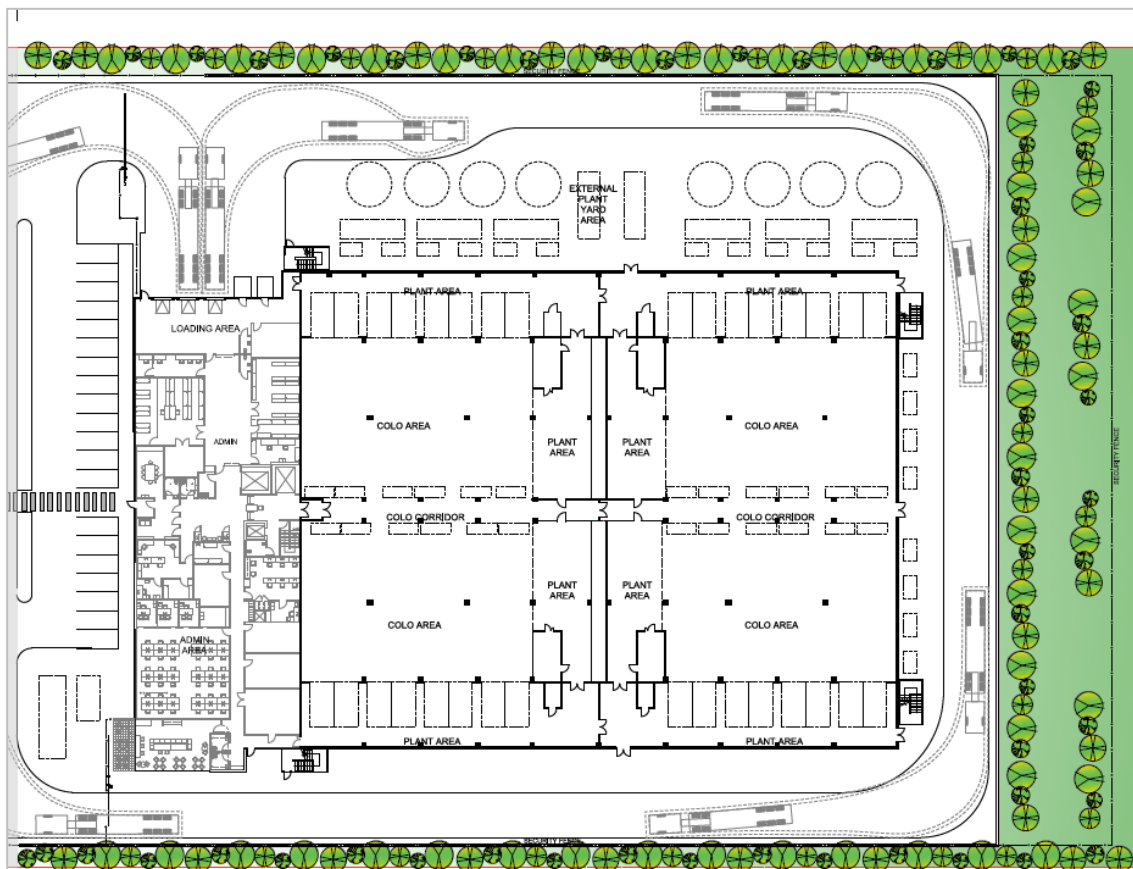 SECURITY FENCE
EXTERNAL
PLANT
YARD
AREA
PLANT AREA
PLANT AREA
LOADING AREA
COLO AREA
COLO AREA
ADMIN
PLANT
AREA
PLANT
AREA
SECURITY FENCE
COLO CORRIDOR
COLO CORRIDOR
PLANT
AREA
PLANT
AREA
COLO AREA
COLO AREA
ADMIN
AREA
PLANT AREA
PLANT AREA
SECURITY FENCE